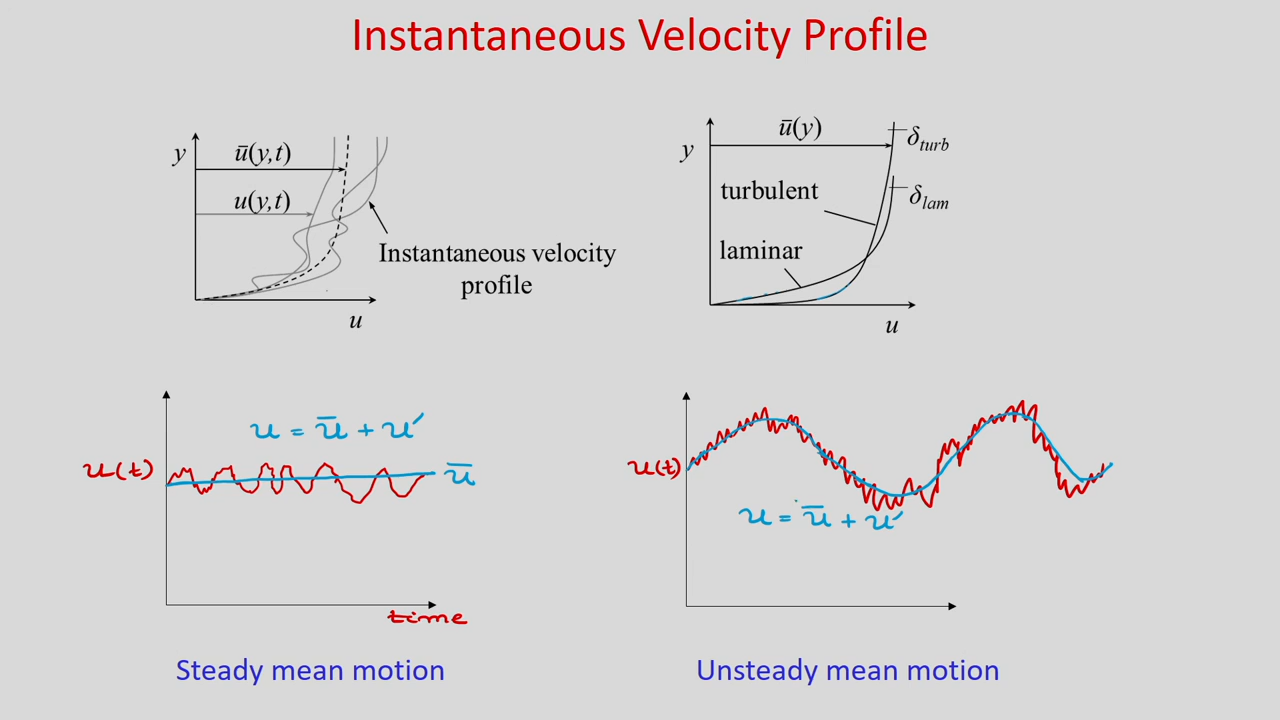 Instantaneous Velocity Profile
y
ū(y,t)
u(y,t)
Instantaneous velocity
profile
u
y
ū(y)
δturb
turbulent
δlam
laminar
u
u = ū + u′
u(t)
ū
time
Steady mean motion
u(t)
u = ū + u′
Unsteady mean motion